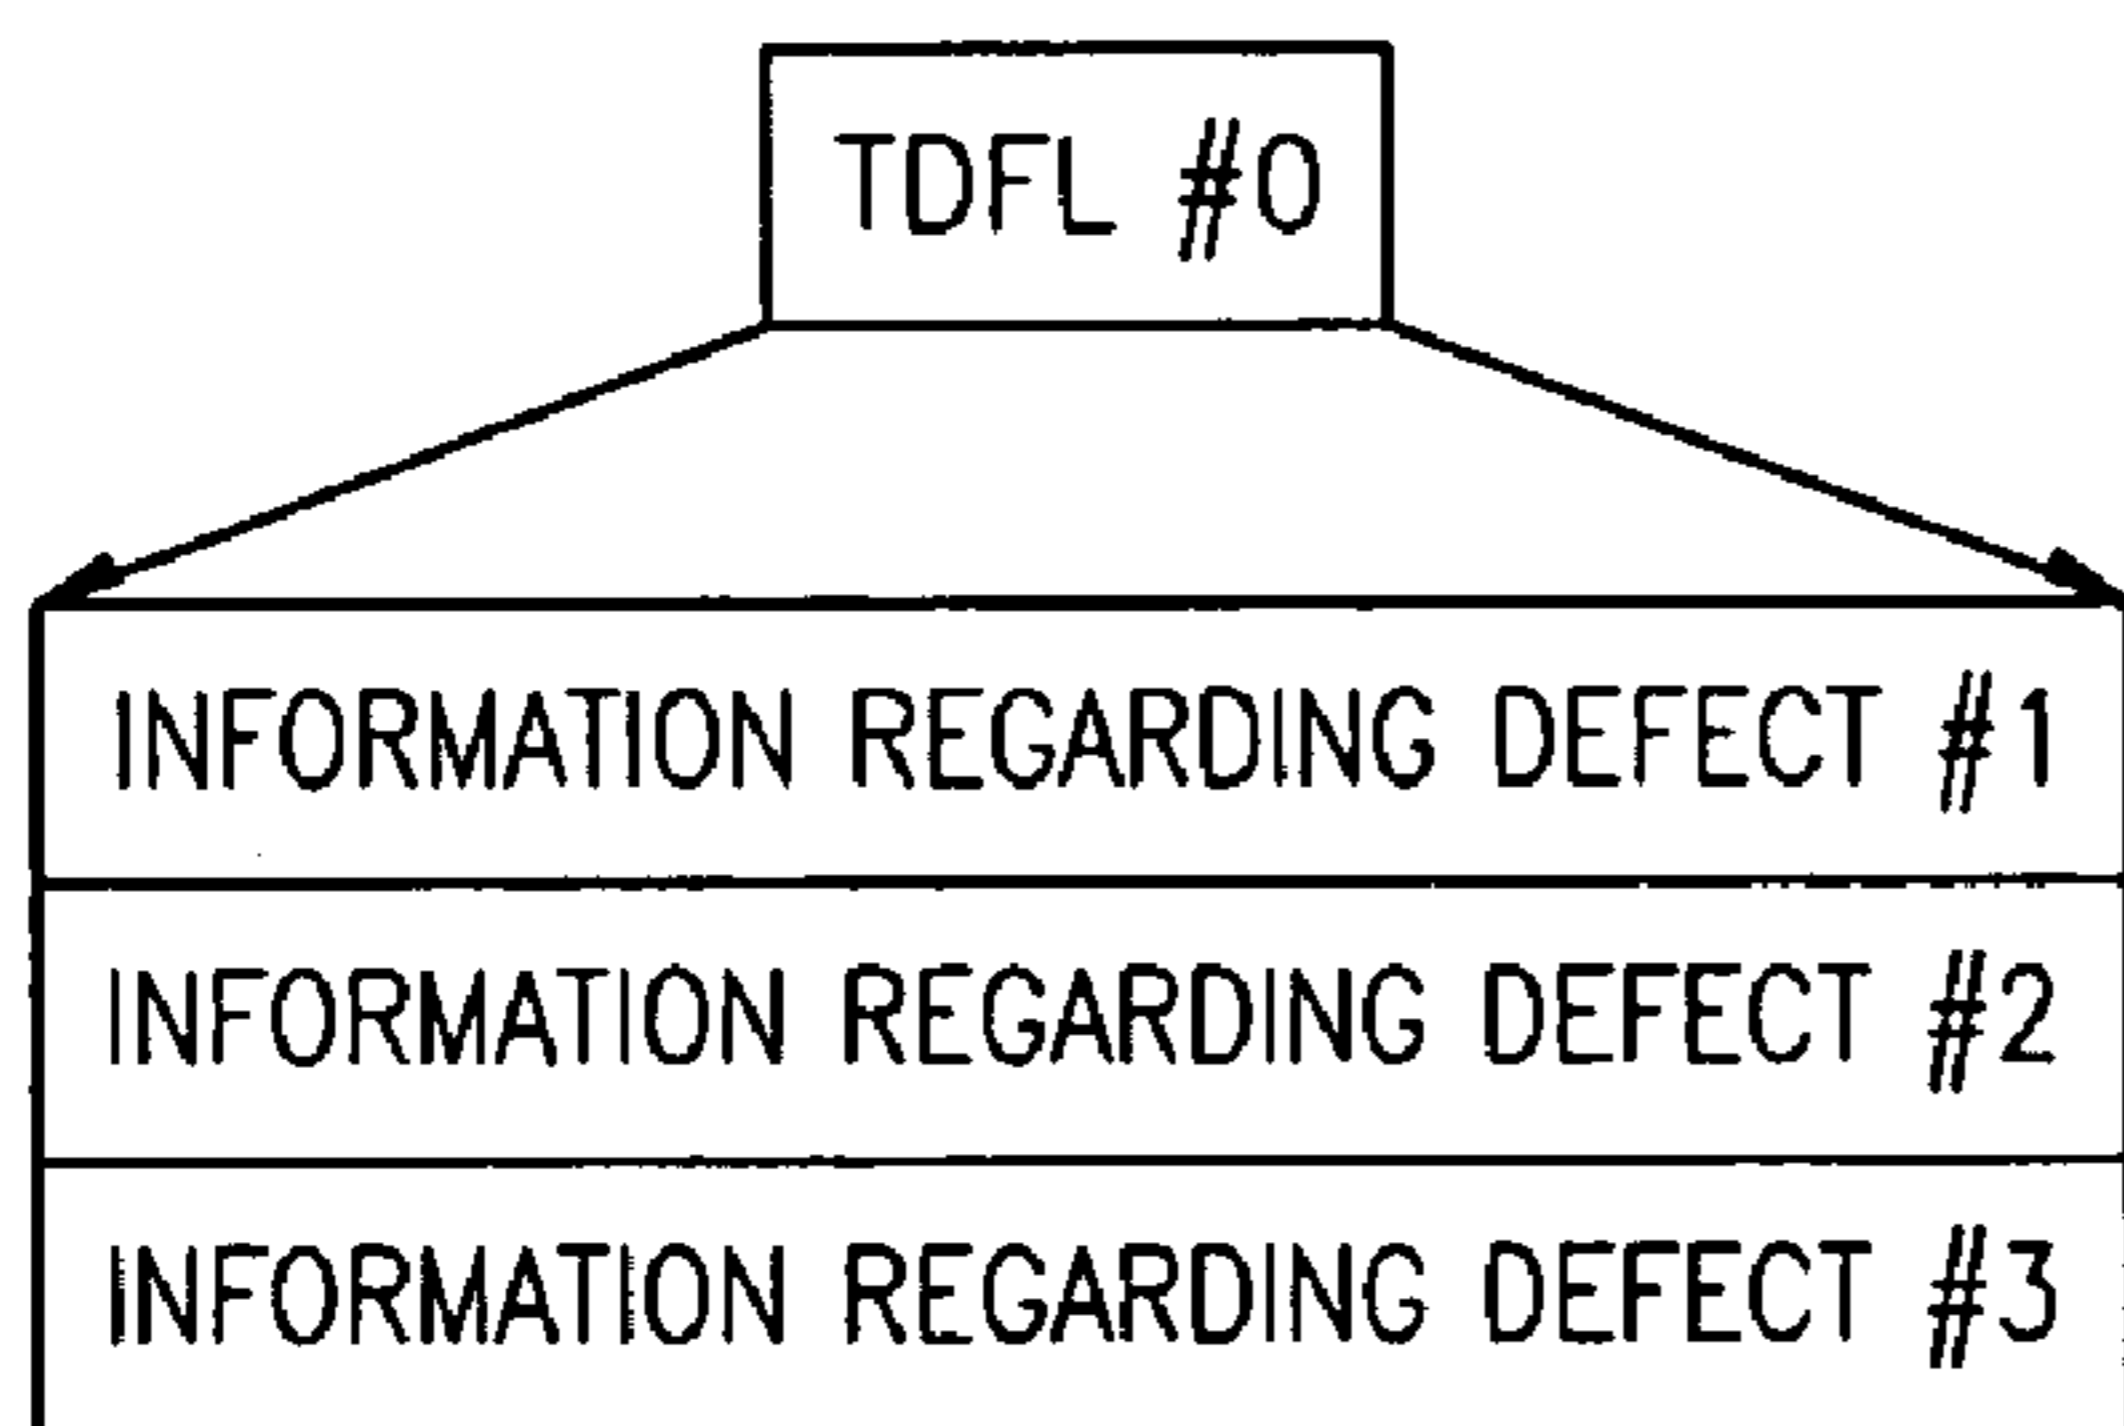 TDFL #0
INFORMATION REGARDING DEFECT #1
INFORMATION REGARDING DEFECT #2
INFORMATION REGARDING DEFECT #3